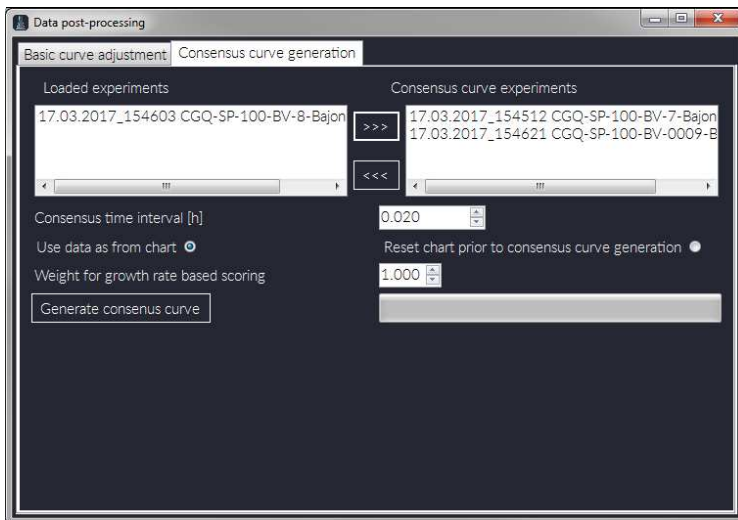 Data post-processing
Basic curve adjustment Consensus curve generation
Loaded experiments Consensus curve experiments
17.03.2017_154603 CGQ-SP-100-BV-8-Bajon
>>>
17.03.2017_154512 CGQ-SP-100-BV-7-Bajon
17.03.2017_154621 CGQ-SP-100-BV-0009-B
<<<
Consensus time interval [h] 0.020
Use data as from chart Reset chart prior to consensus curve generation
Weight for growth rate based scoring 1.000
Generate consenus curve